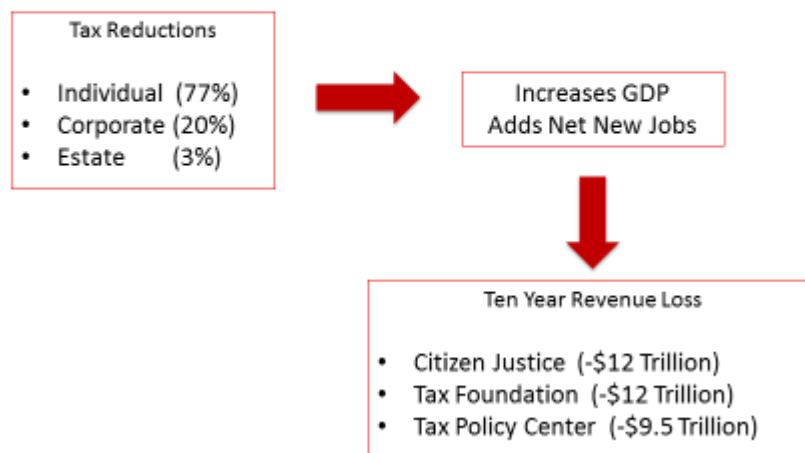 Tax Reductions
• Individual (77%)
• Corporate (20%)
• Estate (3%)
Increases GDP
Adds Net New Jobs
Ten Year Revenue Loss
• Citizen Justice (-$12 Trillion)
• Tax Foundation (-$12 Trillion)
• Tax Policy Center (-$9.5 Trillion)